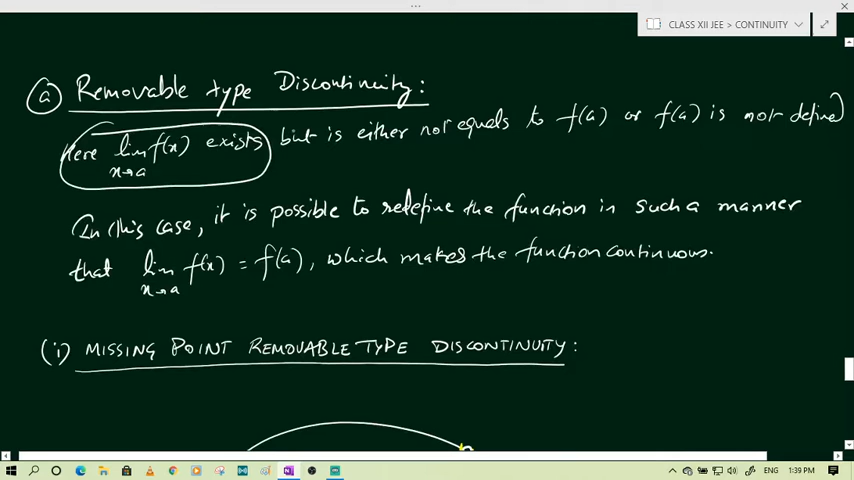 CLASS XII JEE > CONTINUITY
(a) Removable type Discontinuity:
Here lim f(x) exists but is either not equals to f(a) or f(a) is not define)
x→a
In this case, it is possible to redefine the function in such a manner
that lim f(x) = f(a), which makes the function continuous.
x→a
(i) MISSING POINT REMOVABLE TYPE DISCONTINUITY:
ENG 1:39 PM